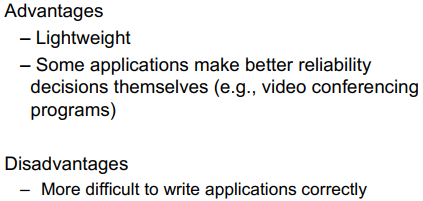 Advantages
– Lightweight
– Some applications make better reliability
decisions themselves (e.g., video conferencing
programs)
Disadvantages
– More difficult to write applications correctly